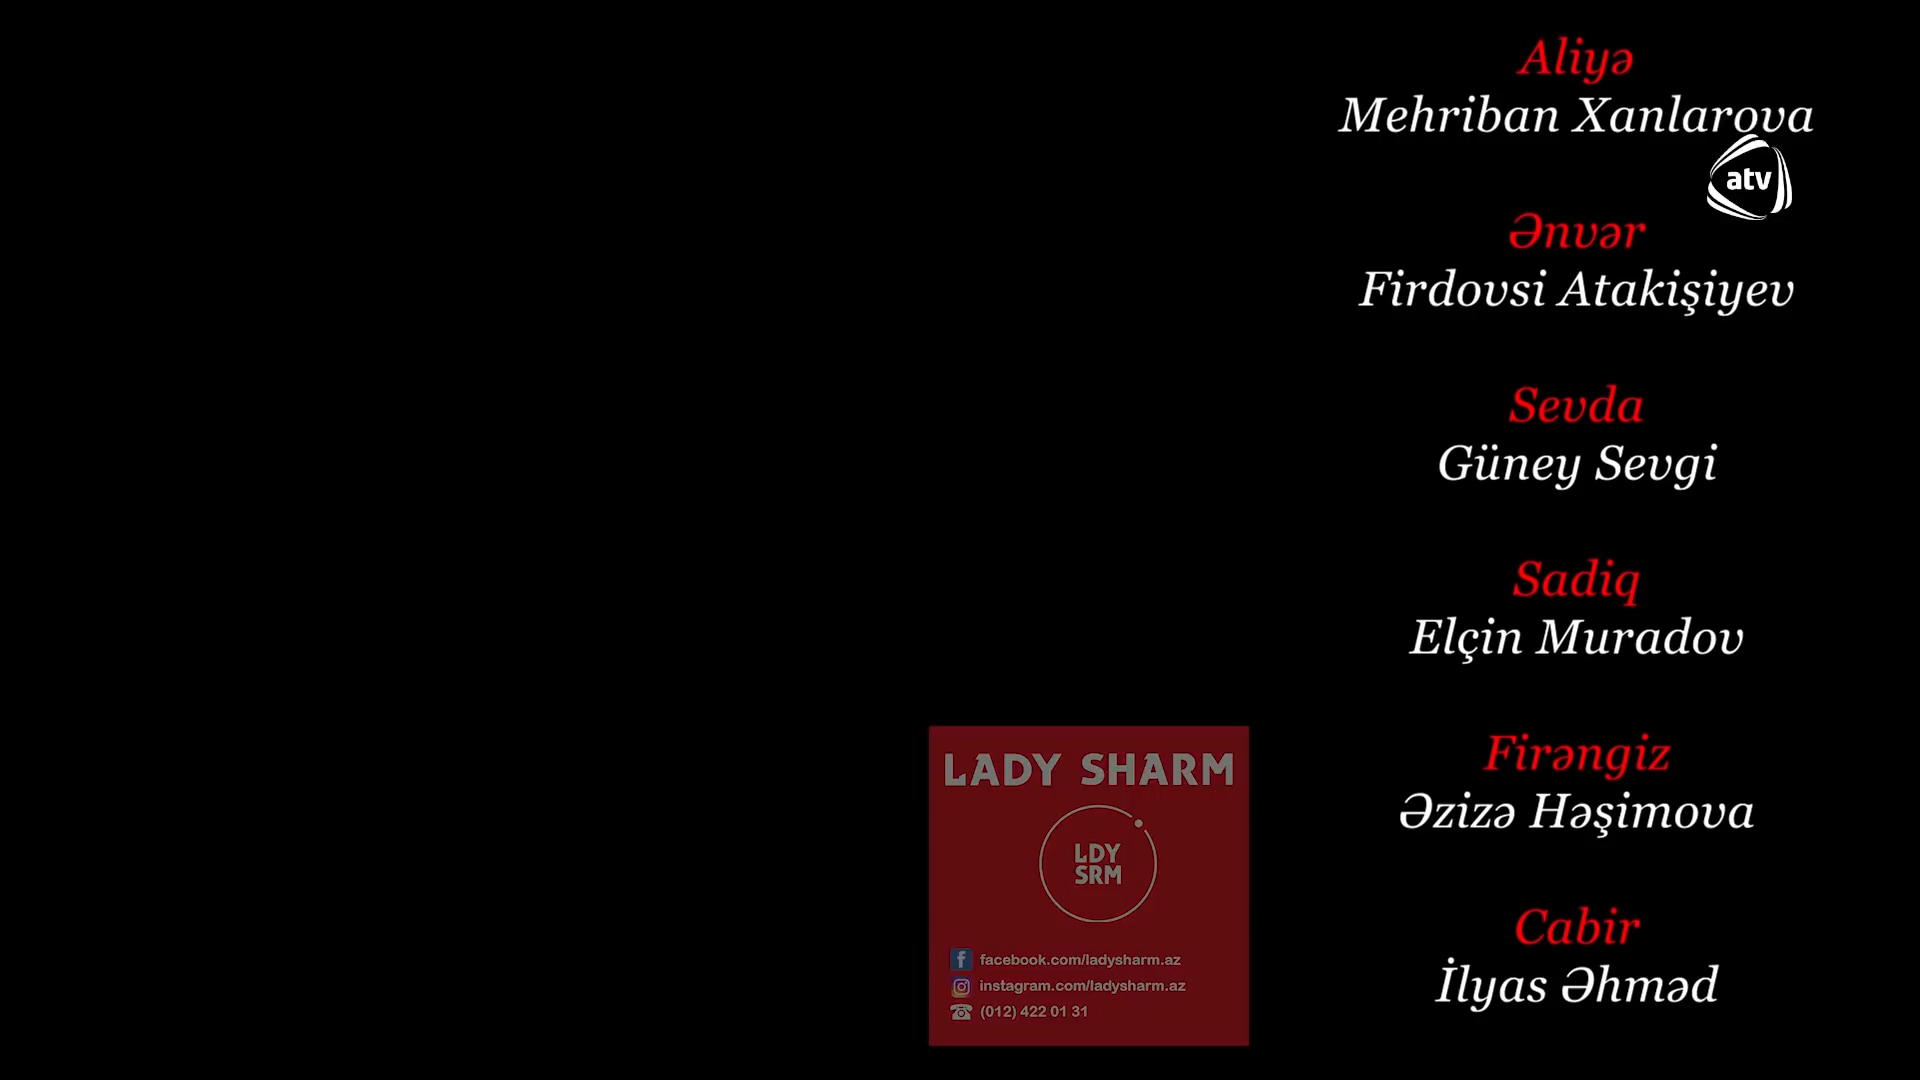 Aliyə
Mehriban Xanlarova
atv
Ənvər
Firdovsi Atakişiyev
Sevda
Güney Sevgi
Sadiq
Elçin Muradov
Firəngiz
Əzizə Həşimova
Cabir
İlyas Əhməd
LADY SHARM
LDY
SRM
facebook.com/ladysharm.az
instagram.com/ladysharm.az
(012) 422 01 31